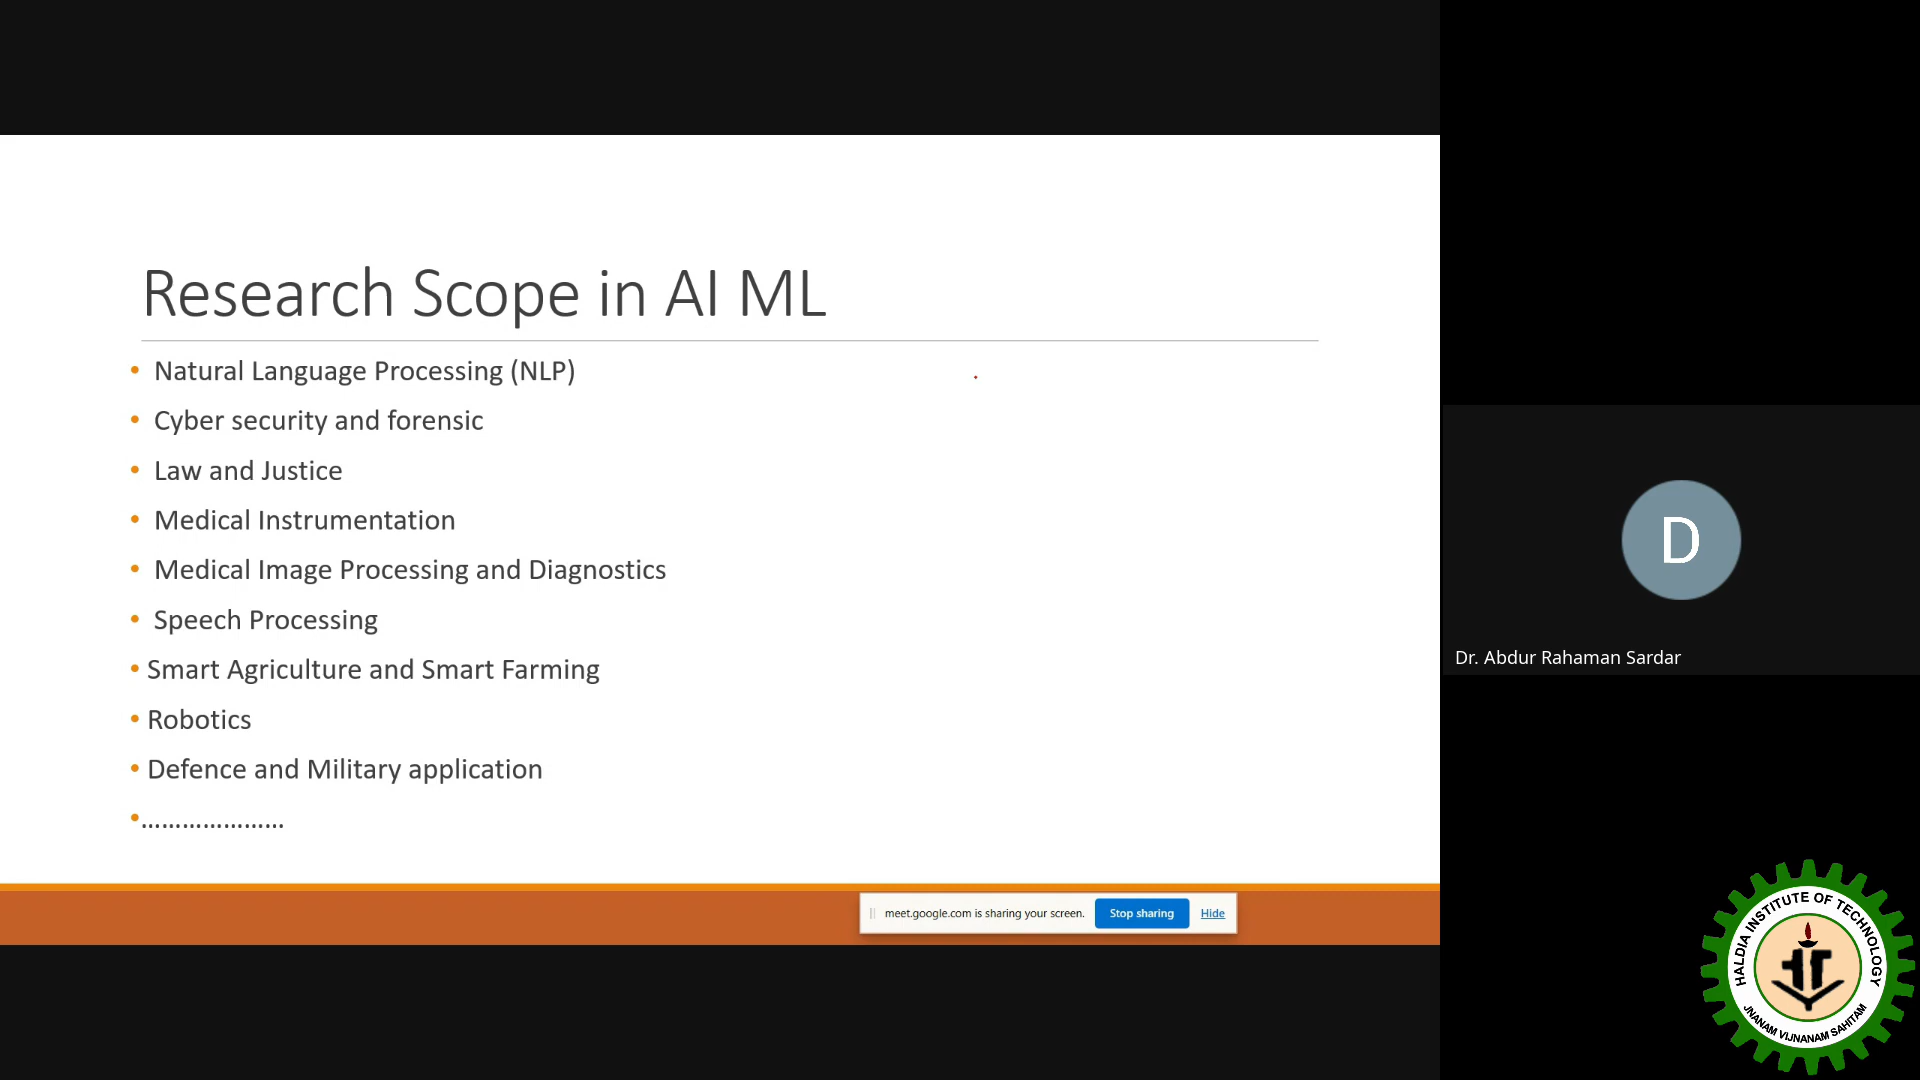 Research Scope in AI ML
• Natural Language Processing (NLP)
• Cyber security and forensic
• Law and Justice
• Medical Instrumentation
• Medical Image Processing and Diagnostics
• Speech Processing
• Smart Agriculture and Smart Farming
• Robotics
• Defence and Military application
•.....................
meet.google.com is sharing your screen. Stop sharing Hide
D
Dr. Abdur Rahaman Sardar
HALDIA INSTITUTE OF TECHNOLOGY
JNANAM VIJNANAM SAHITAM